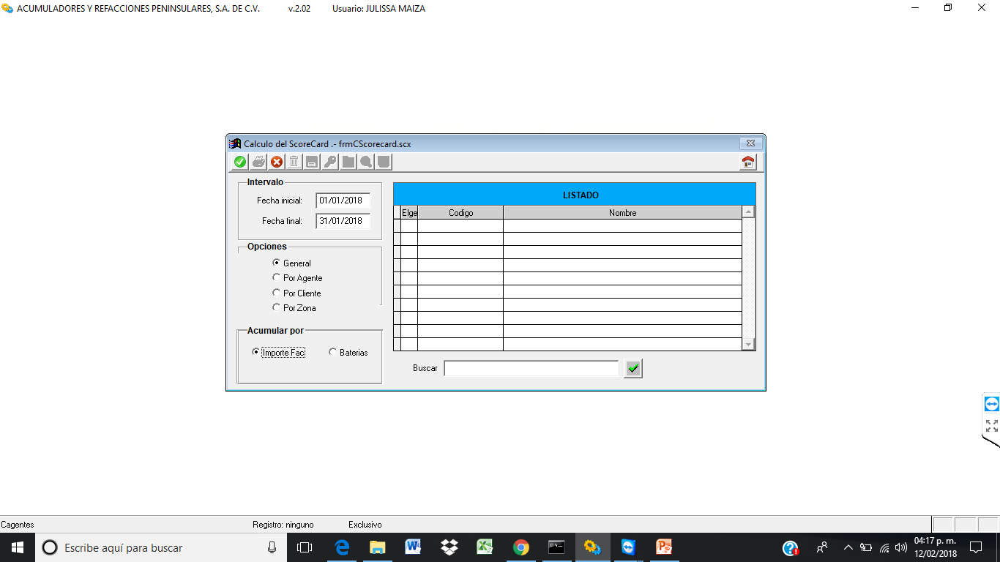 ACUMULADORES Y REFACCIONES PENINSULARES, S.A. DE C.V. v.2.02 Usuario: JULISSA MAIZA
Calculo del ScoreCard .- frmCScorecard.scx
Intervalo
Fecha inicial: 01/01/2018
Fecha final: 31/01/2018
Opciones
General
Por Agente
Por Cliente
Por Zona
Acumular por
Importe Fac Baterias
LISTADO
Elge Codigo Nombre
Buscar
Cagentes Registro: ninguno Exclusivo
Escribe aquí para buscar
04:17 p. m.
12/02/2018